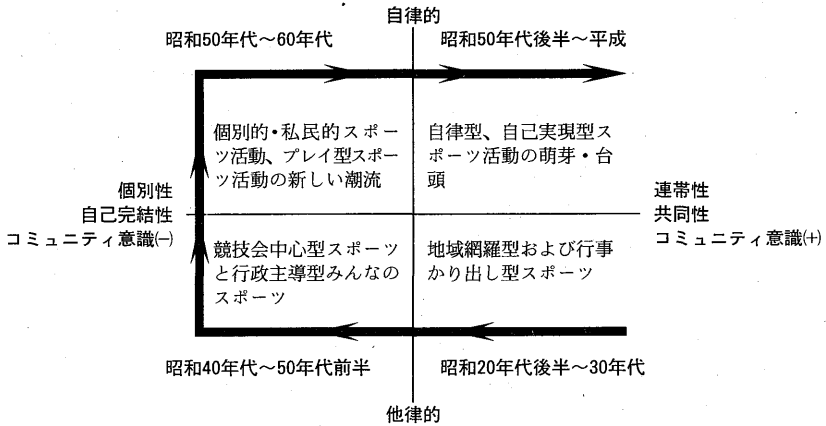 自律的
昭和50年代～60年代
昭和50年代後半～平成
個別的・私民的スポー
ツ活動、プレイ型スポー
ツ活動の新しい潮流
自律型、自己実現型ス
ポーツ活動の萌芽・台
頭
個別性
自己完結性
コミュニティ意識(−)
連帯性
共同性
コミュニティ意識(+)
競技会中心型スポーツ
と行政主導型みんなの
スポーツ
地域網羅型および行事
かり出し型スポーツ
昭和40年代～50年代前半
昭和20年代後半～30年代
他律的